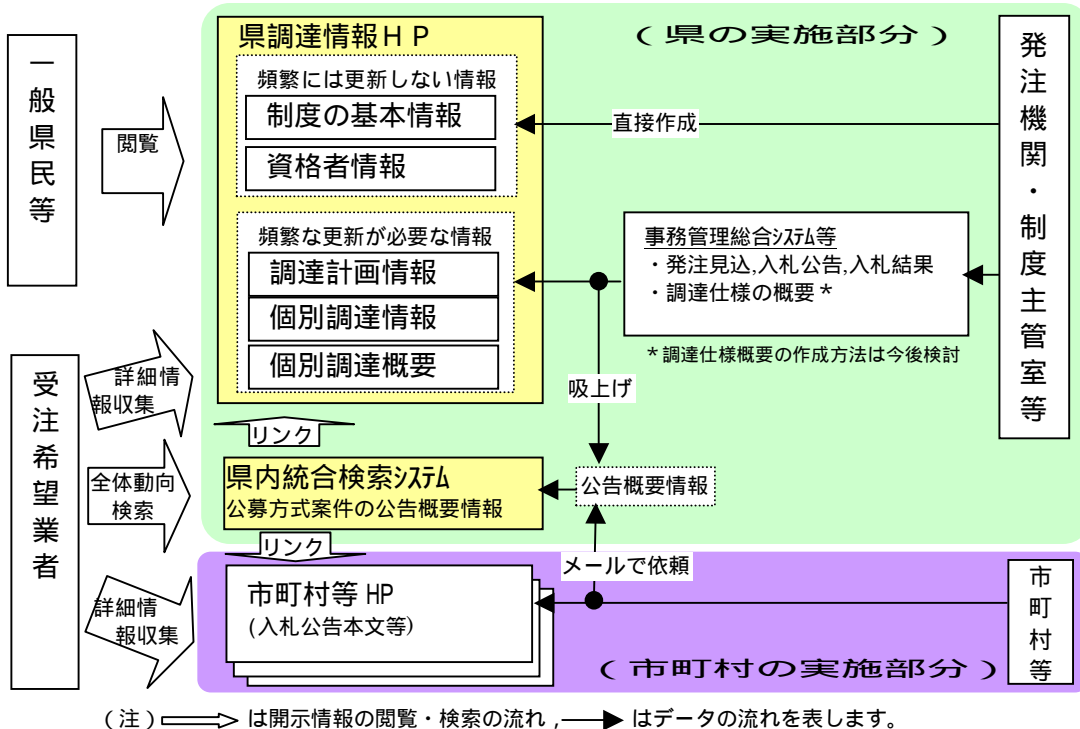 一般県民等
閲覧
県調達情報ＨＰ
（県の実施部分）
頻繁には更新しない情報
制度の基本情報
資格者情報
直接作成
発注機関・制度主管室等
頻繁な更新が必要な情報
調達計画情報
個別調達情報
個別調達概要
事務管理総合ｼｽﾃﾑ等
・発注見込,入札公告,入札結果
・調達仕様の概要＊
＊調達仕様概要の作成方法は今後検討
吸上げ
受注希望業者
詳細情
報収集
リンク
全体動向
検索
県内統合検索ｼｽﾃﾑ
公募方式案件の公告概要情報
公告概要情報
リンク
メールで依頼
詳細情
報収集
市町村等 HP
(入札公告本文等)
市町村等
（市町村の実施部分）
（注） は開示情報の閲覧・検索の流れ , はデータの流れを表します。